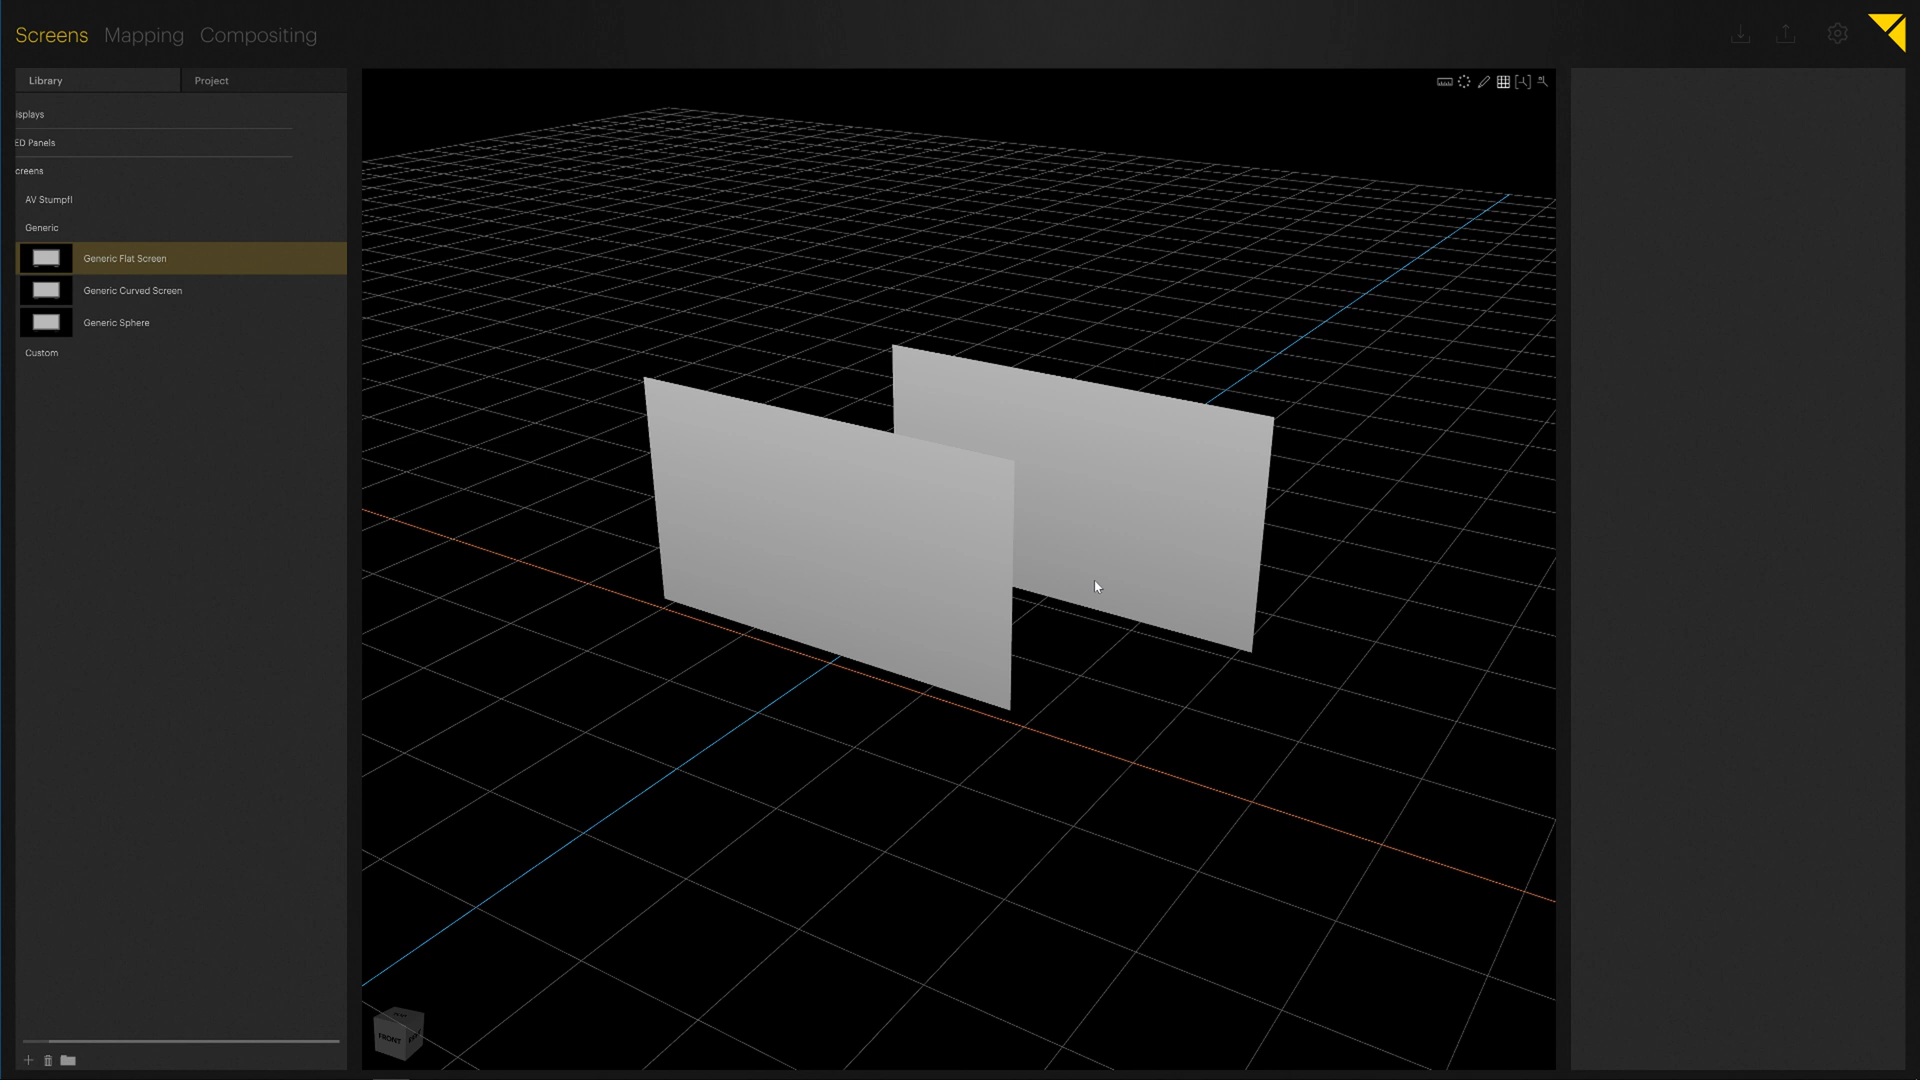 Screens Mapping Compositing
Library Project
isplays
ED Panels
creens
AV Stumpfl
Generic
Generic Flat Screen
Generic Curved Screen
Generic Sphere
Custom
FRONT